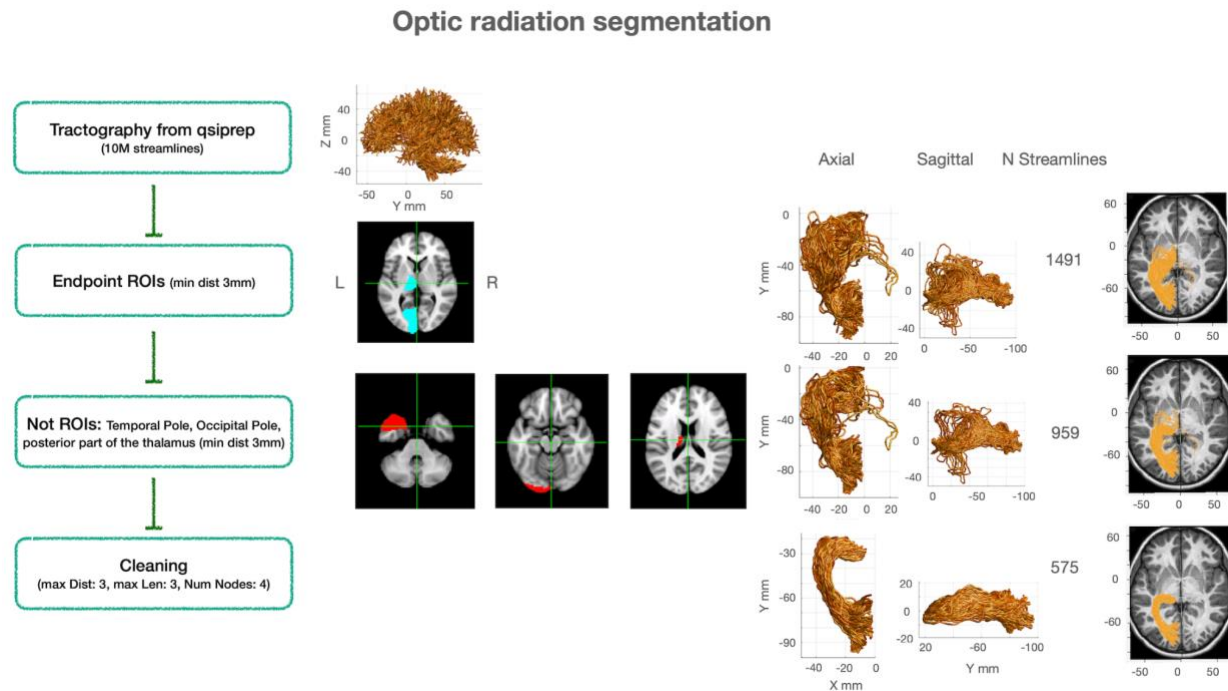 Optic radiation segmentation
Tractography from qsiprep
(10M streamlines)
Endpoint ROIs (min dist 3mm)
Not ROIs: Temporal Pole, Occipital Pole,
posterior part of the thalamus (min dist 3mm)
Cleaning
(max Dist: 3, max Len: 3, Num Nodes: 4)
Z mm
40
0
-40
-50 0 50
Y mm
L
R
Axial Sagittal N Streamlines
Y mm
0
-40
-80
-40 -20 0 20
40
0
-40
0 -50 -100
1491
60
0
-60
-50 0 50
Y mm
0
-40
-80
-40 -20 0 20
40
0
-40
0 -50 -100
959
60
0
-60
-50 0 50
Y mm
-30
-60
-90
-40 0
X mm
20
0
-20
20 -60 -100
Y mm
575
60
0
-60
-50 0 50